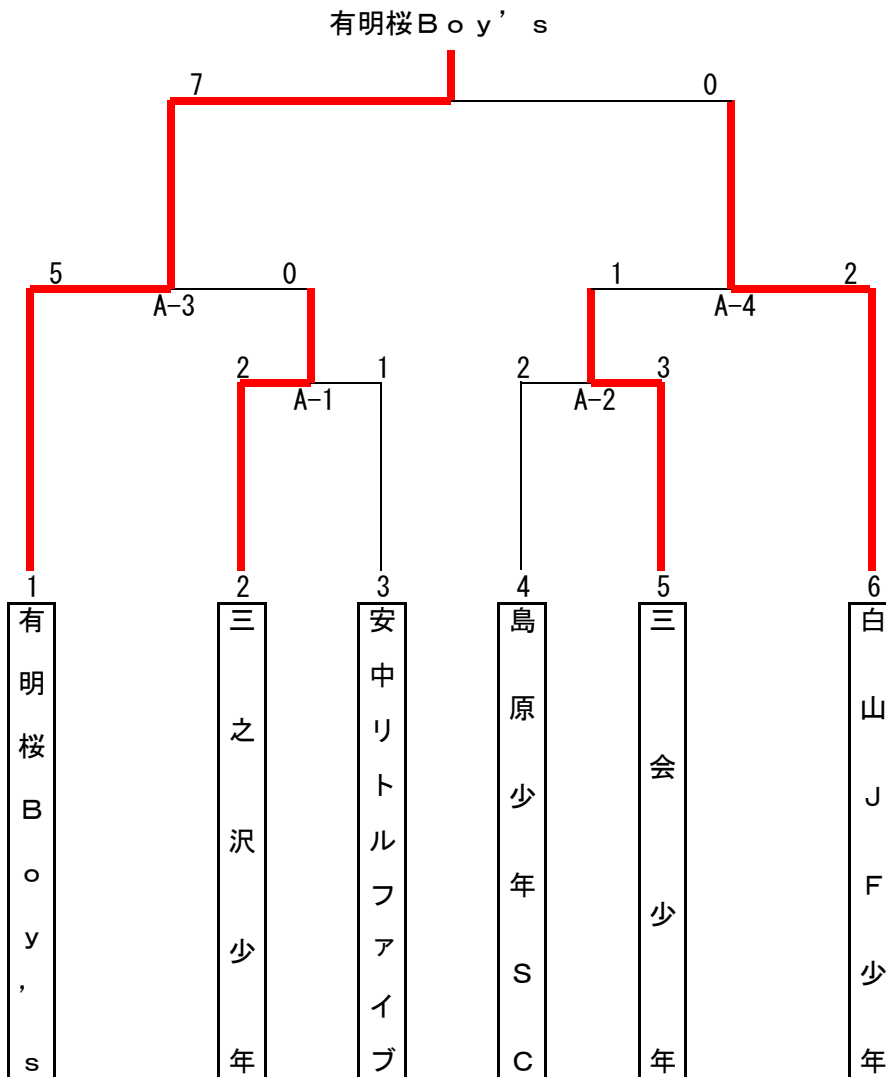 有明桜Ｂｏｙ’ｓ
7 0
5 0 1 2
A-3 A-4
2 1 2 3
A-1 A-2
1 2 3 4 5 6
有明桜Ｂｏｙ’ｓ
三之沢少年
安中リトルファイブ
島原少年ＳＣ
三会少年
白山ＪＦ少年